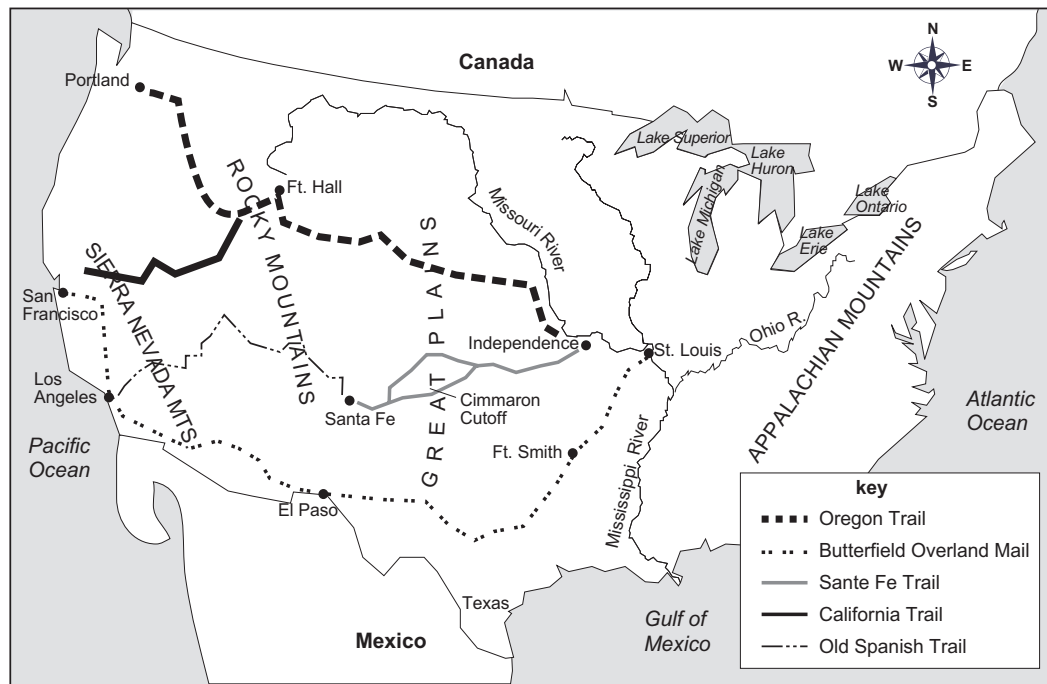 Canada
N
W E
S
Portland
Lake Superior
Lake
Huron
Lake Michigan
Lake
Ontario
Lake
Erie
Ft. Hall
ROCKY MOUNTAINS
Missouri River
GREAT PLANS
SIERRA NEVADA MTS.
San
Francisco
Independence
St. Louis
Ohio R.
APPALACHIAN MOUNTAINS
Los
Angeles
Santa Fe
Cimmaron
Cutoff
Pacific
Ocean
Atlantic
Ocean
Ft. Smith
Mississippi River
El Paso
Texas
Mexico
Gulf of
Mexico
key
Oregon Trail
Butterfield Overland Mail
Sante Fe Trail
California Trail
Old Spanish Trail